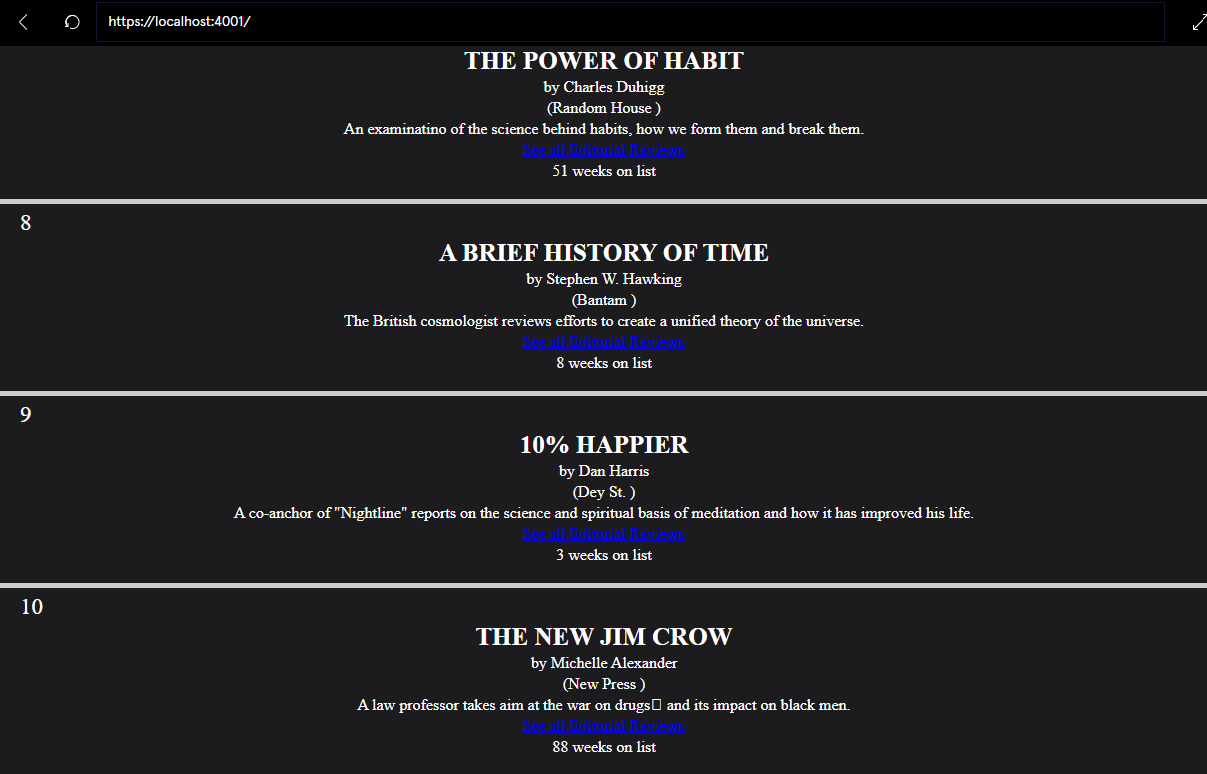 https://localhost:4001/
THE POWER OF HABIT
by Charles Duhigg
(Random House )
An examinatino of the science behind habits, how we form them and break them.
See all Editorial Reviews
51 weeks on list
8
A BRIEF HISTORY OF TIME
by Stephen W. Hawking
(Bantam )
The British cosmologist reviews efforts to create a unified theory of the universe.
See all Editorial Reviews
8 weeks on list
9
10% HAPPIER
by Dan Harris
(Dey St. )
A co-anchor of "Nightline" reports on the science and spiritual basis of meditation and how it has improved his life.
See all Editorial Reviews
3 weeks on list
10
THE NEW JIM CROW
by Michelle Alexander
(New Press )
A law professor takes aim at the war on drugs▯ and its impact on black men.
See all Editorial Reviews
88 weeks on list